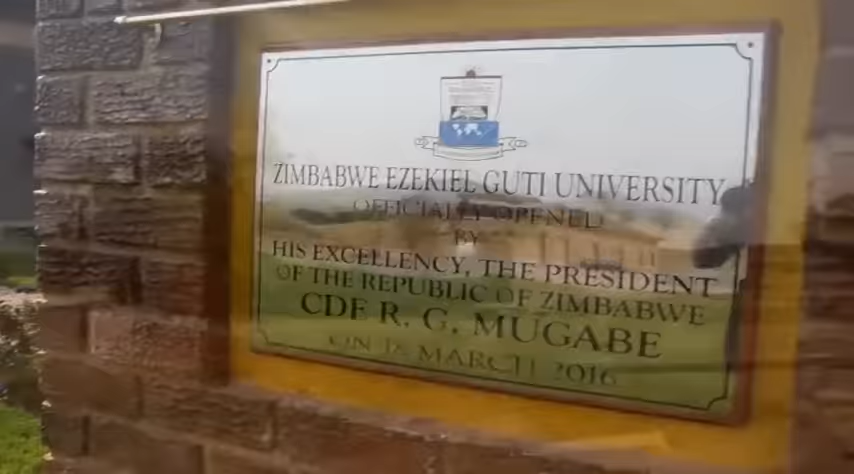 ZIMBABWE EZEKIEL GUTI UNIVERSITY
OFFICIALLY OPENED
BY
HIS EXCELLENCY, THE PRESIDENT
OF THE REPUBLIC OF ZIMBABWE
CDE R. G. MUGABE
ON 18 MARCH 2016